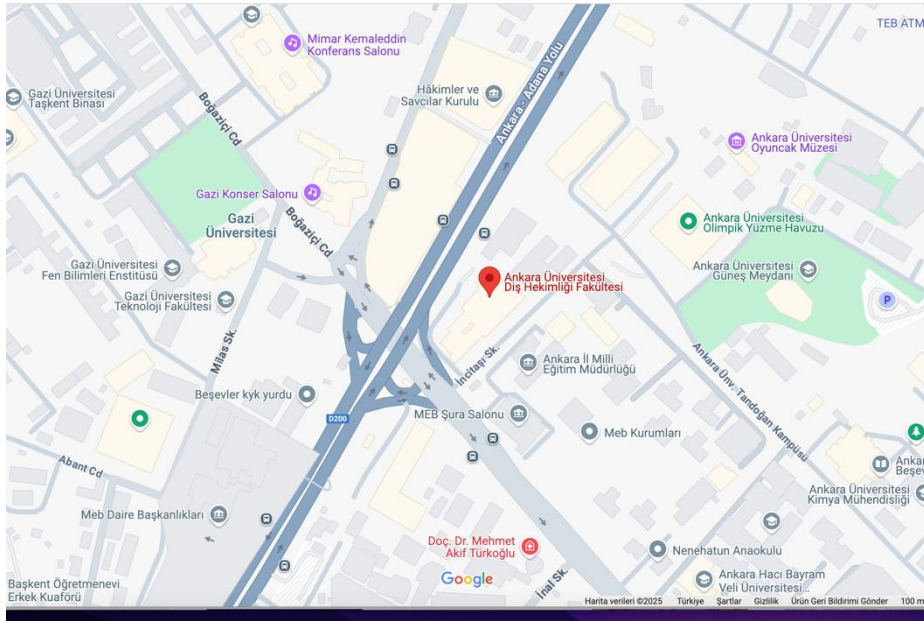 TEB ATM
Mimar Kemaleddin
Konferans Salonu
Hâkimler ve
Savcılar Kurulu
Gazi Üniversitesi
Taşkent Binası
Boğaziçi Cd
Ankara - Adana Yolu
Ankara Üniversitesi
Oyuncak Müzesi
Gazi Konser Salonu
Gazi
Üniversitesi
Boğaziçi Cd
Ankara Üniversitesi
Olimpik Yüzme Havuzu
Gazi Üniversitesi
Fen Bilimleri Enstitüsü
Ankara Üniversitesi
Güneş Meydanı
Ankara Üniversitesi
Diş Hekimliği Fakültesi
Gazi Üniversitesi
Teknoloji Fakültesi
P
Milas Sk.
İncitaşı Sk.
Ankara İl Milli
Eğitim Müdürlüğü
Ankara Ünv. Tandoğan Kampüsü
Beşevler kyk yurdu
D200
MEB Şura Salonu
Meb Kurumları
Abant Cd
Ankar
Beşev
Ankara Üniversitesi
Kimya Mühendisliği
Meb Daire Başkanlıkları
Doç. Dr. Mehmet
Akif Türkoğlu
Nenehatun Anaokulu
Google
İnal Sk.
Başkent Öğretmenevi
Erkek Kuaförü
Ankara Hacı Bayram
Veli Üniversitesi...
Harita verileri ©2025 Türkiye Şartlar Gizlilik Ürün Geri Bildirimi Gönder 100 m